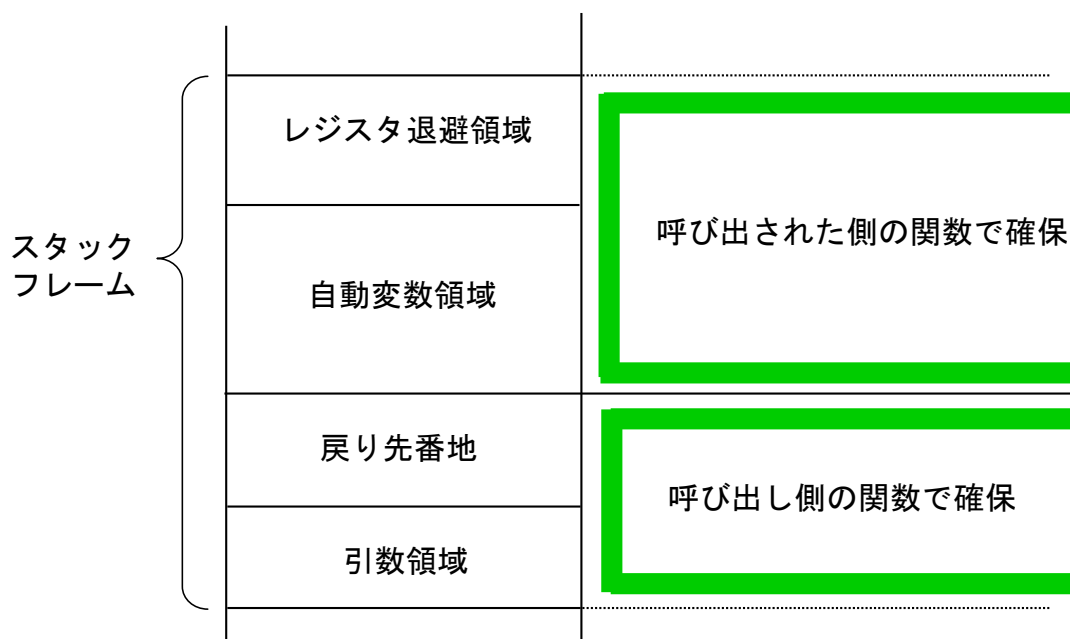 レジスタ退避領域
呼び出された側の関数で確保
スタック
フレーム
自動変数領域
戻り先番地
呼び出し側の関数で確保
引数領域